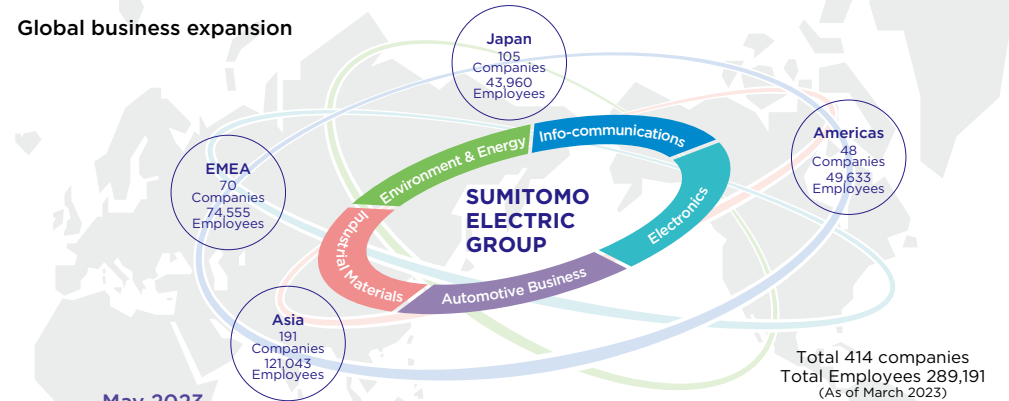 Global business expansion
Japan
105
Companies
43,960
Employees
Americas
48
Companies
49,633
Employees
EMEA
70
Companies
74,555
Employees
Asia
191
Companies
121,043
Employees
Environment & Energy
Info-communications
Electronics
Automotive Business
Industrial Materials
SUMITOMO
ELECTRIC
GROUP
Total 414 companies
Total Employees 289,191
(As of March 2023)
May 2023